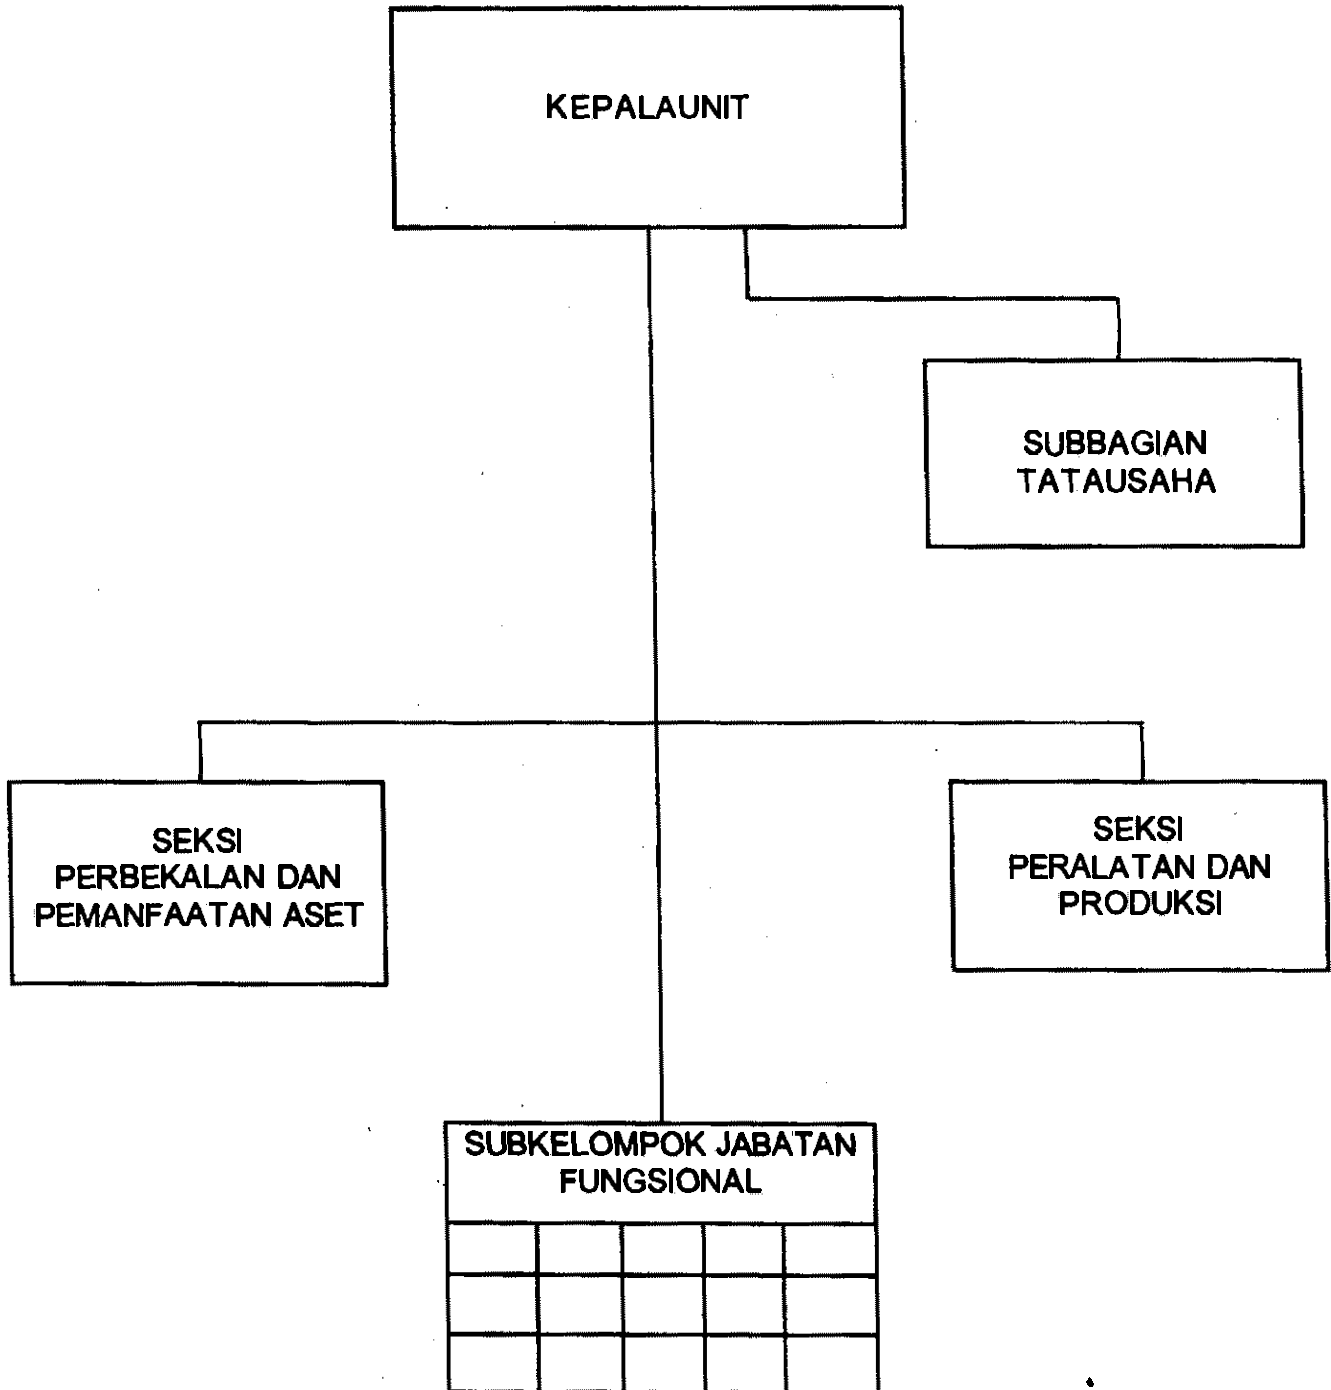 KEPALAUNIT
SUBBAGIAN
TATAUSAHA
SEKSI
PERBEKALAN DAN
PEMANFAATAN ASET
SEKSI
PERALATAN DAN
PRODUKSI
SUBKELOMPOK JABATAN
FUNGSIONAL